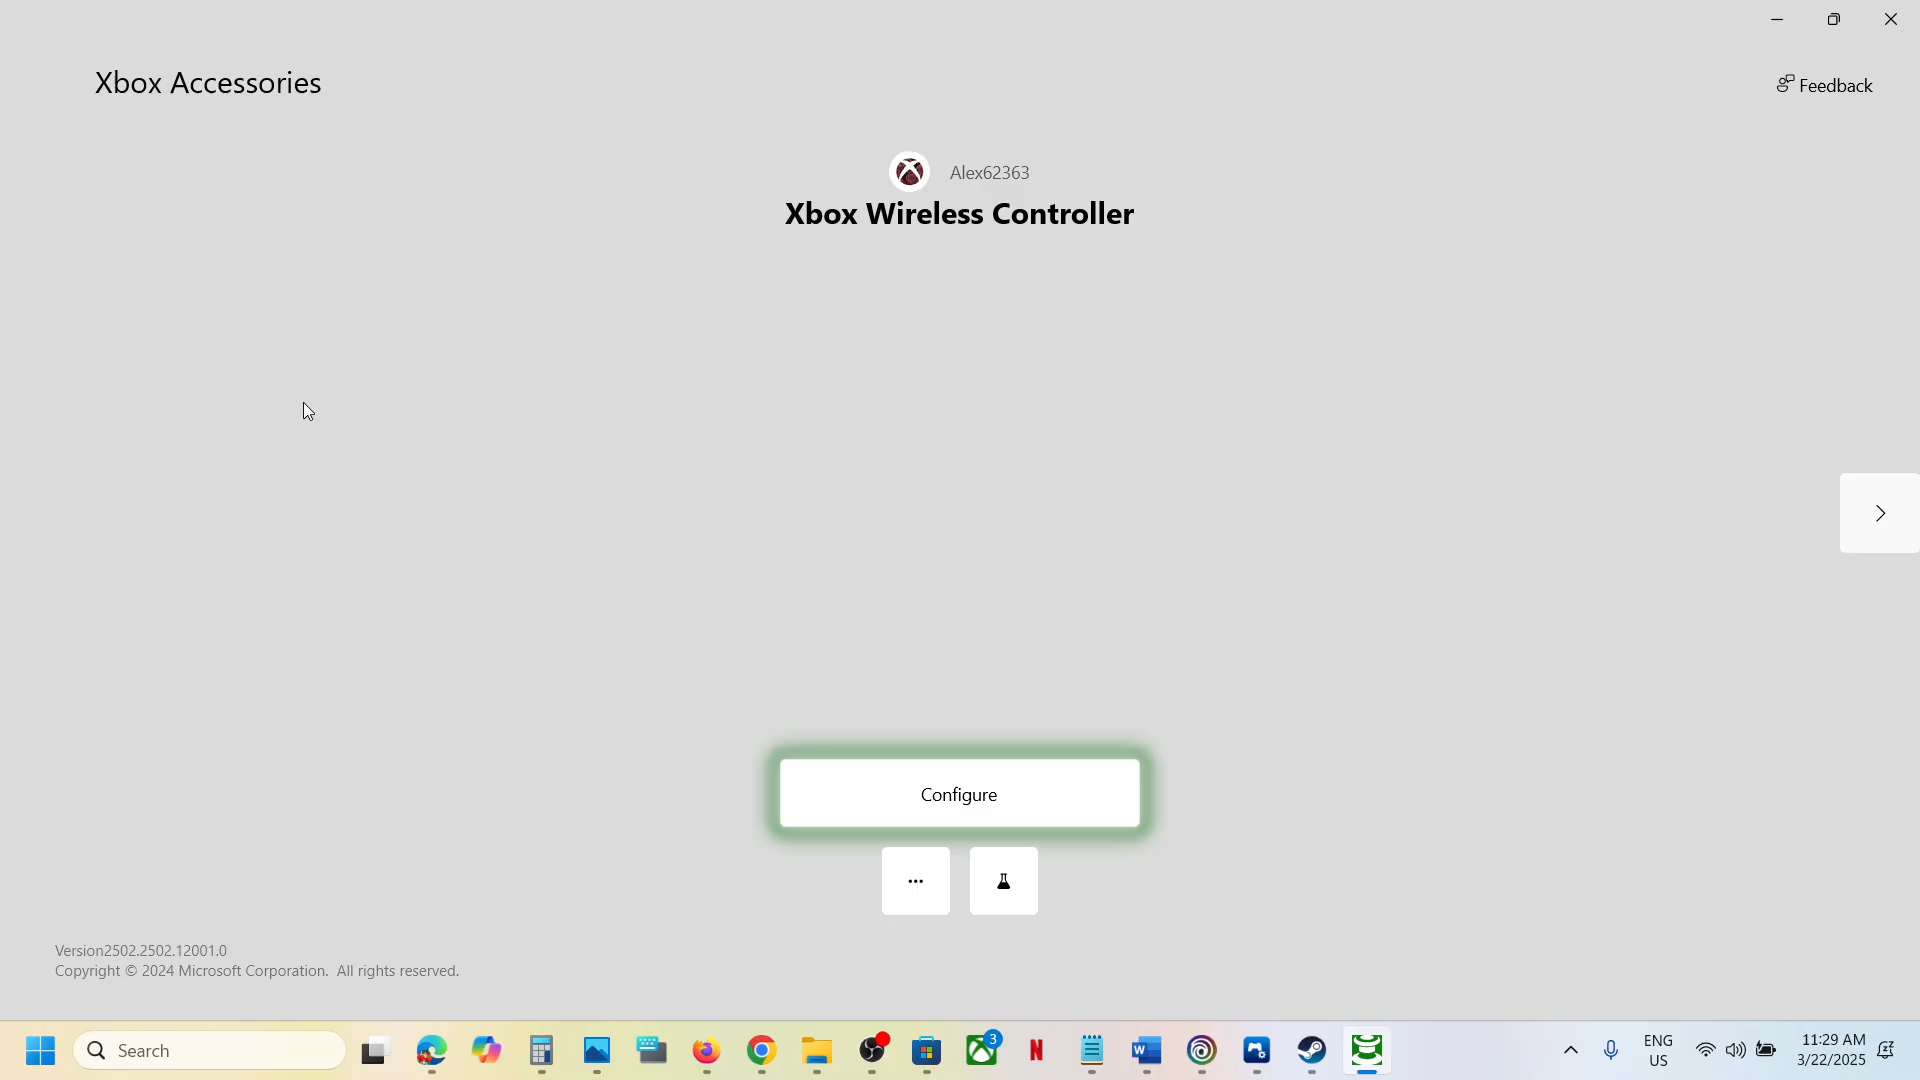 Xbox Accessories
Feedback
Alex62363
Xbox Wireless Controller
Configure
Version2502.2502.12001.0
Copyright © 2024 Microsoft Corporation.  All rights reserved.
Search
3
N
W
ENG
US
11:29 AM
3/22/2025